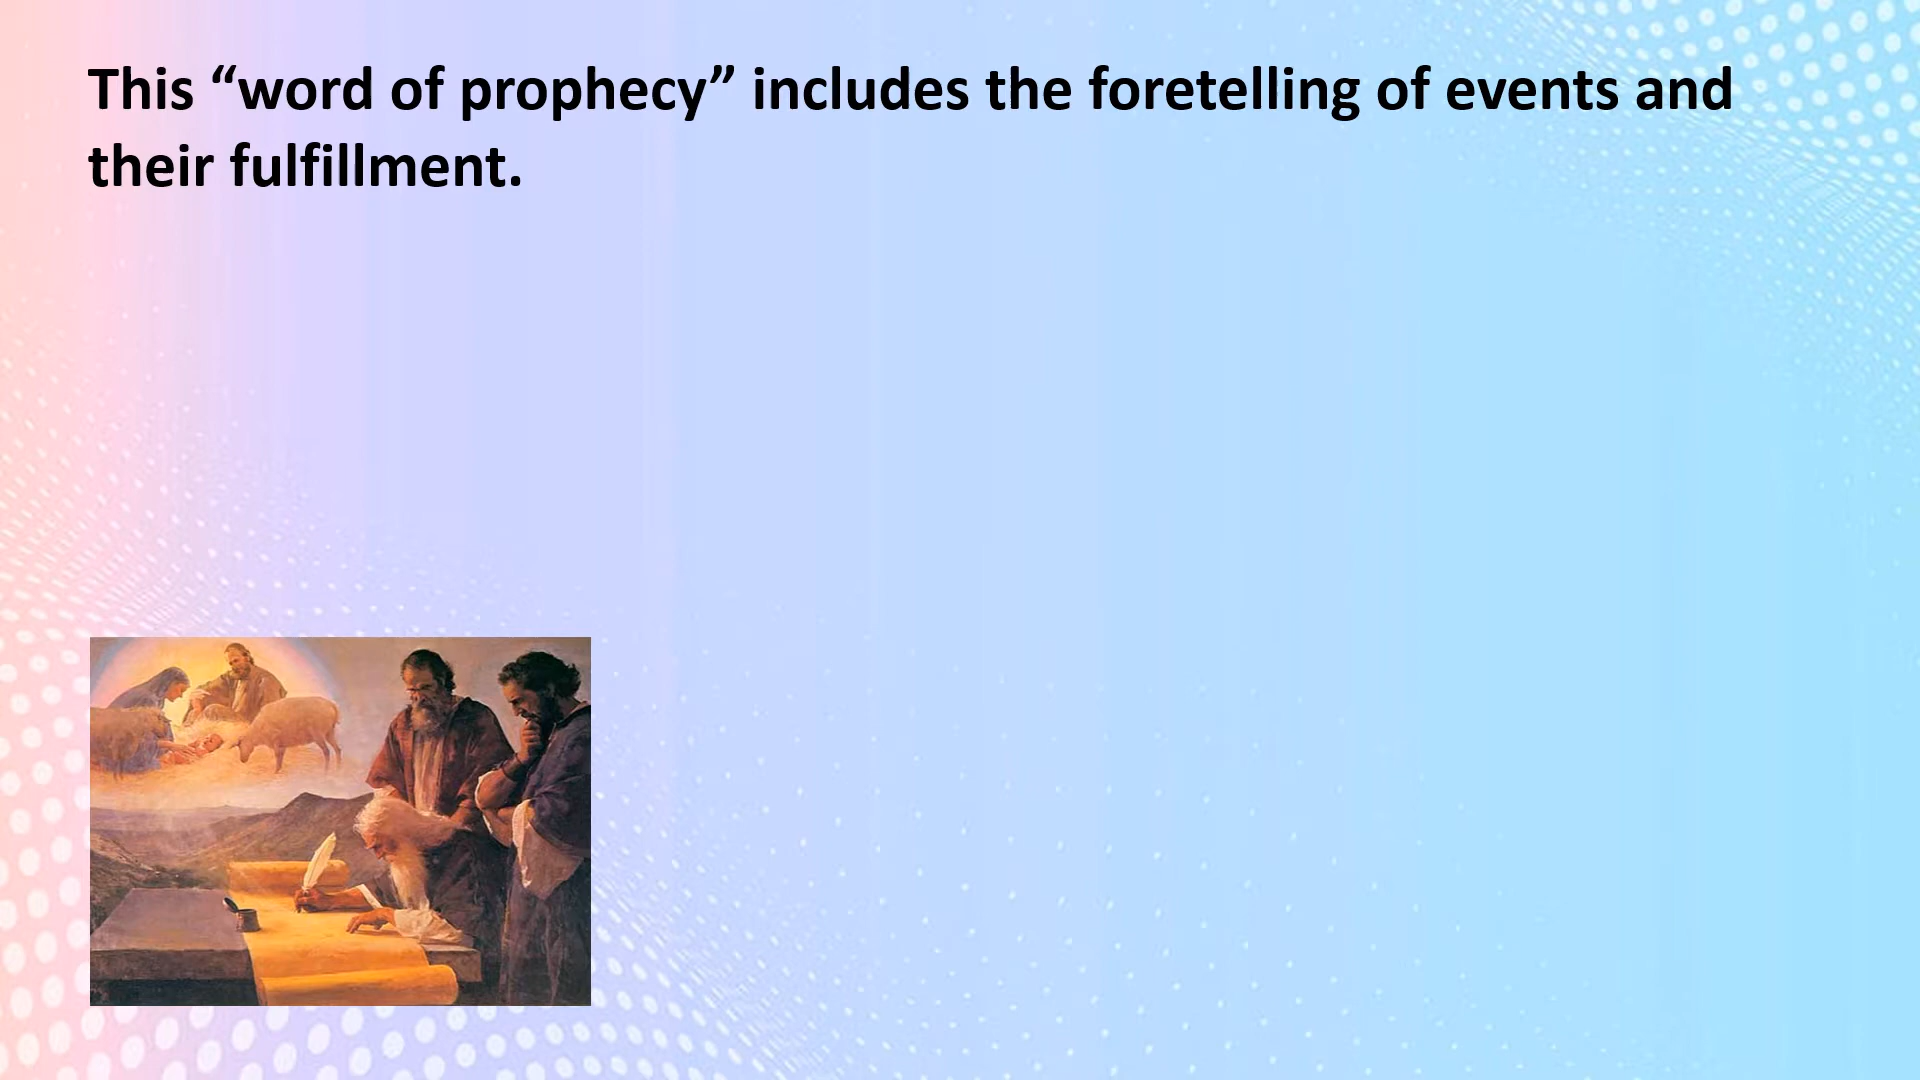 This “word of prophecy” includes the foretelling of events and
their fulfillment.